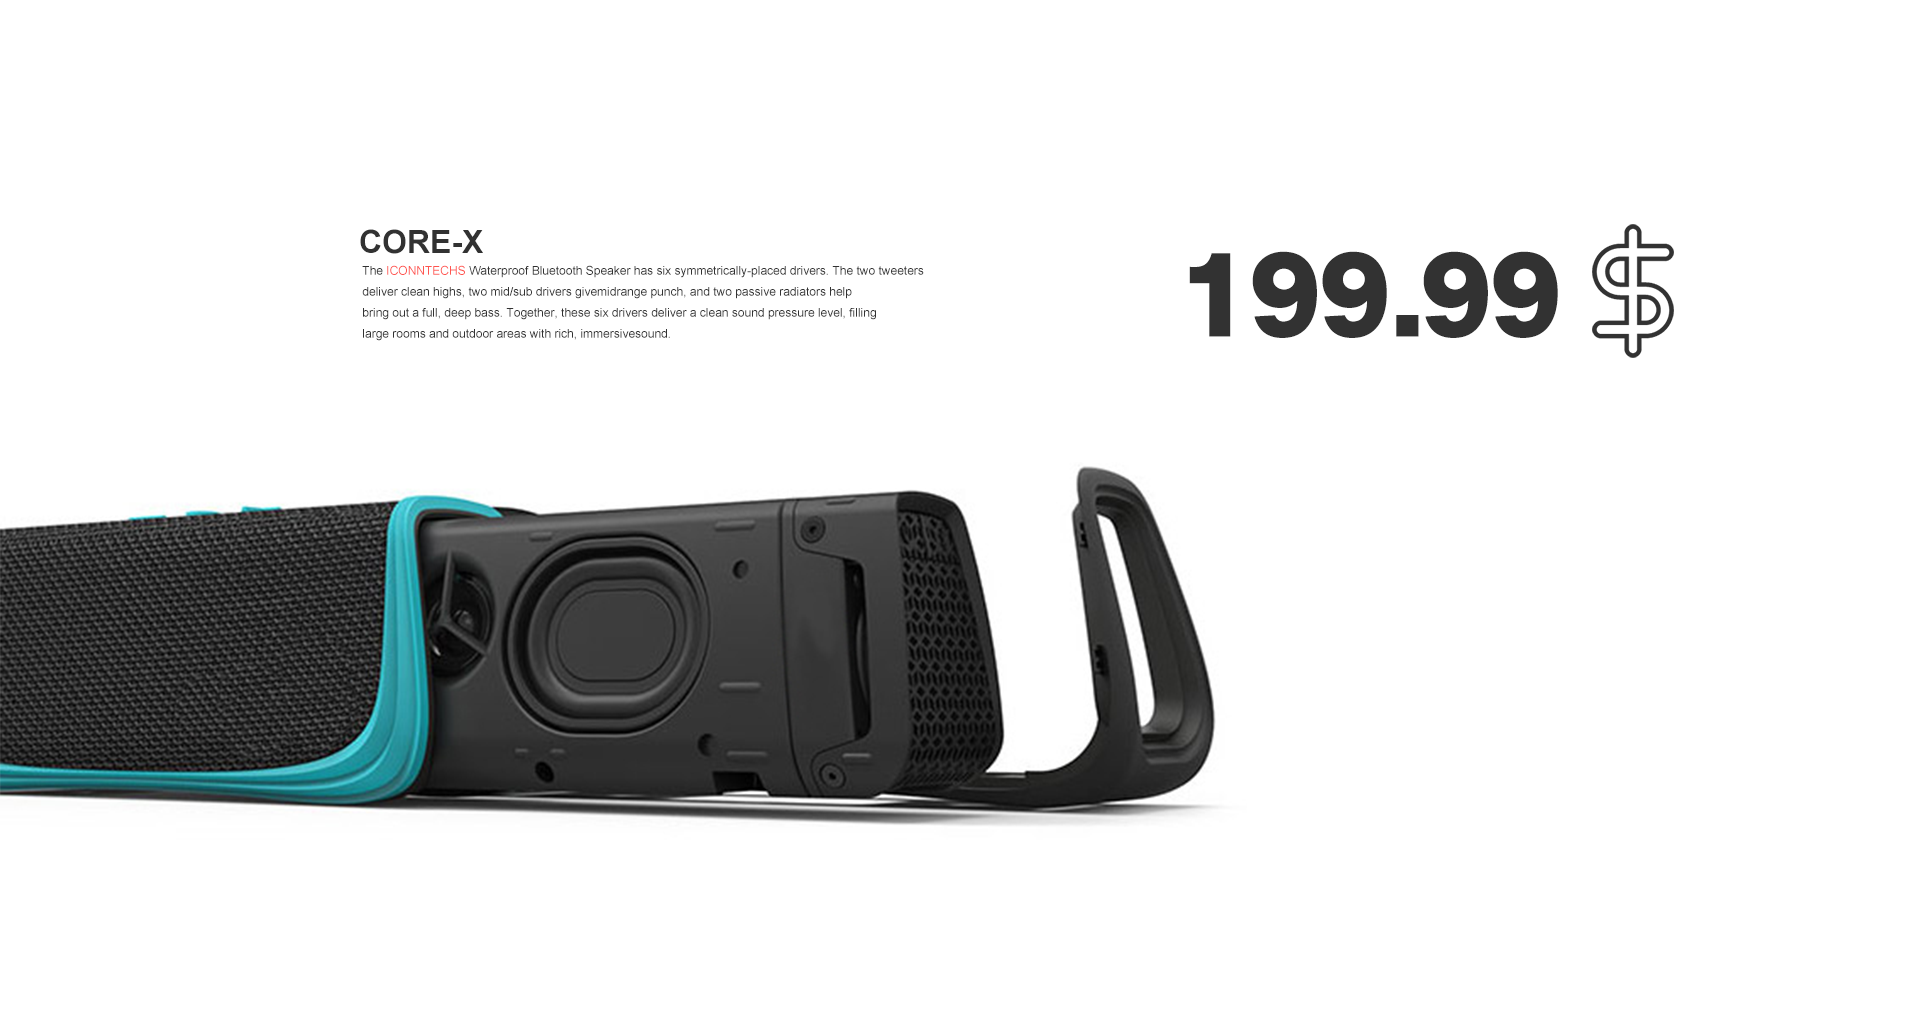 CORE-X
The ICONNTECHS Waterproof Bluetooth Speaker has six symmetrically-placed drivers. The two tweeters
deliver clean highs, two mid/sub drivers givemidrange punch, and two passive radiators help
bring out a full, deep bass. Together, these six drivers deliver a clean sound pressure level, filling
large rooms and outdoor areas with rich, immersivesound.
199.99 $